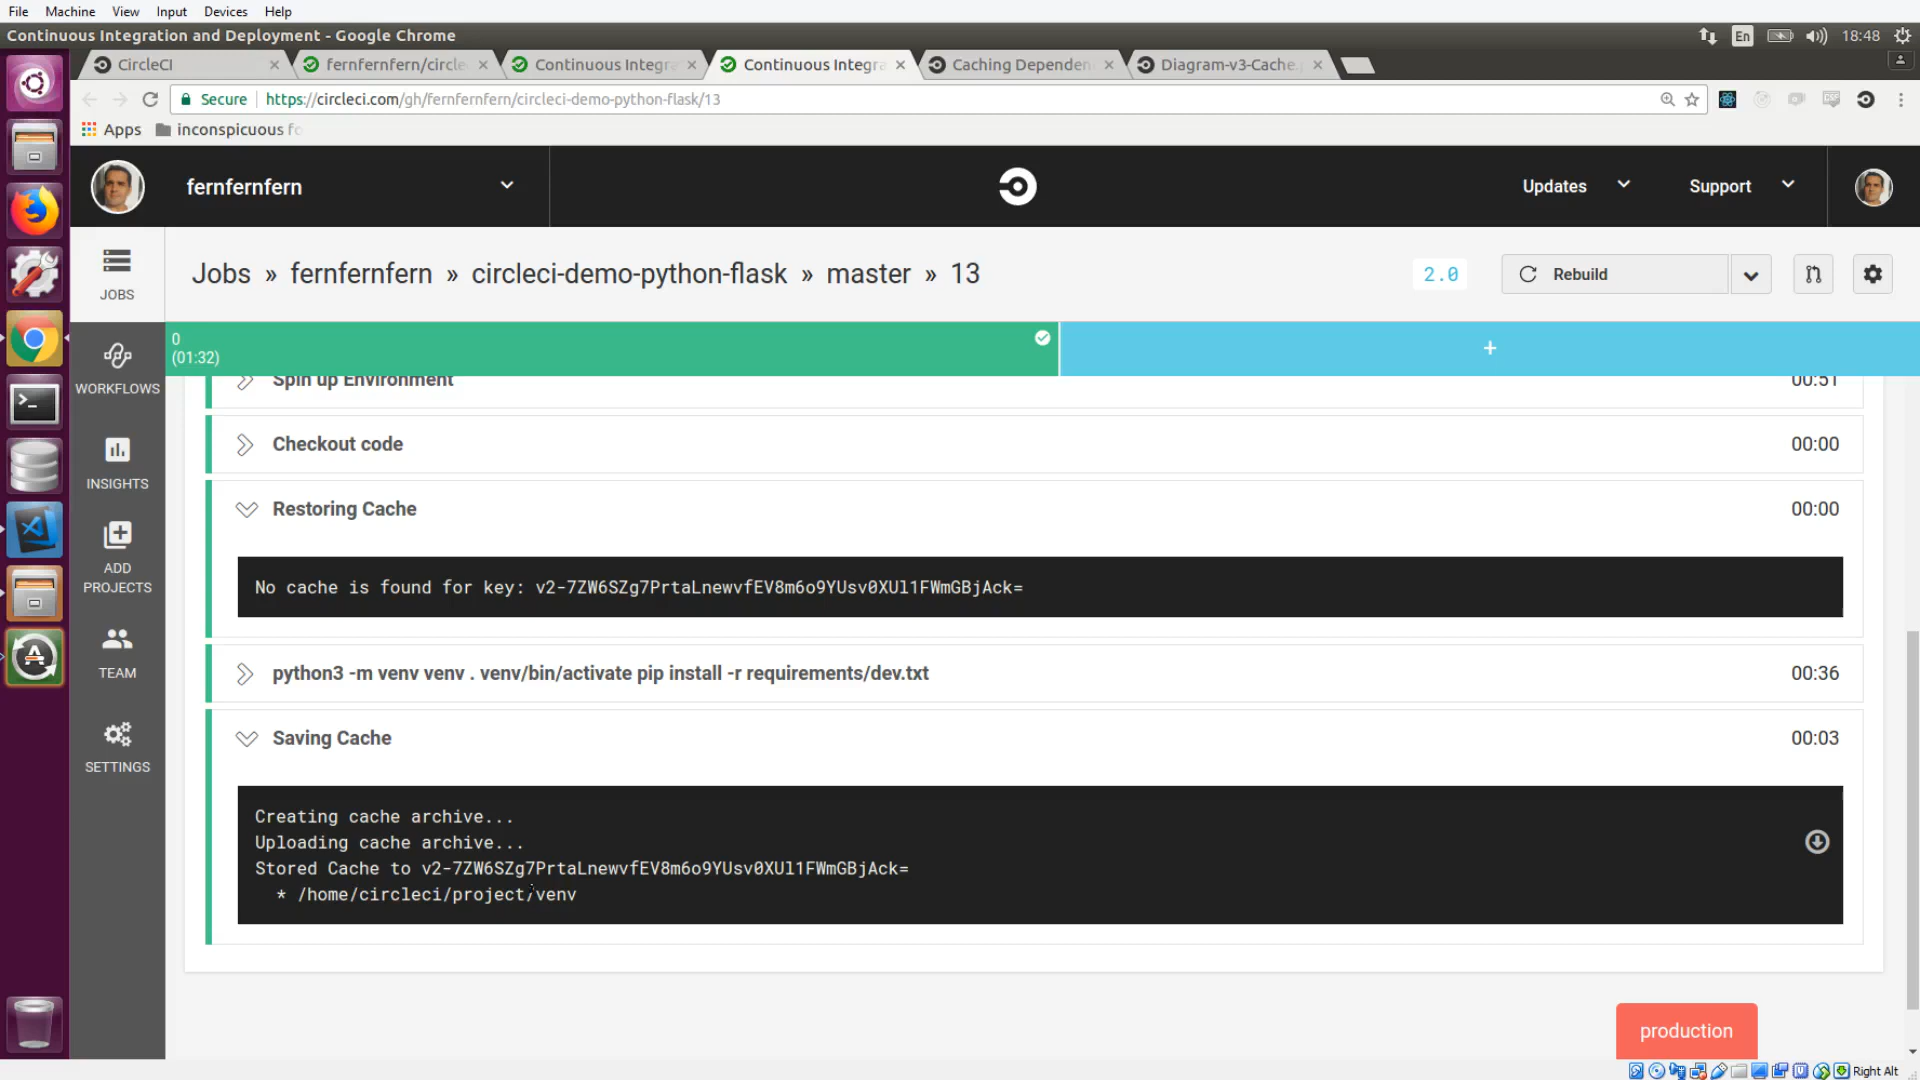 File Machine View Input Devices Help
Continuous Integration and Deployment - Google Chrome
En 18:48
CircleCI
fernfernfern/circle
Continuous Integra
Continuous Integra
Caching Dependen
Diagram-v3-Cache.
Secure https://circleci.com/gh/fernfernfern/circleci-demo-python-flask/13
Apps inconspicuous fo
fernfernfern
Updates
Support
JOBS
WORKFLOWS
INSIGHTS
ADD
PROJECTS
TEAM
SETTINGS
Jobs » fernfernfern » circleci-demo-python-flask » master » 13
2.0
Rebuild
0
(01:32)
+
Spin up Environment 00:51
Checkout code 00:00
Restoring Cache 00:00
No cache is found for key: v2-7ZW6SZg7PrtaLnewvfEV8m6o9YUsv0XUl1FWmGBjAck=
python3 -m venv venv . venv/bin/activate pip install -r requirements/dev.txt 00:36
Saving Cache 00:03
Creating cache archive...
Uploading cache archive...
Stored Cache to v2-7ZW6SZg7PrtaLnewvfEV8m6o9YUsv0XUl1FWmGBjAck=
* /home/circleci/project/venv
production
Right Alt